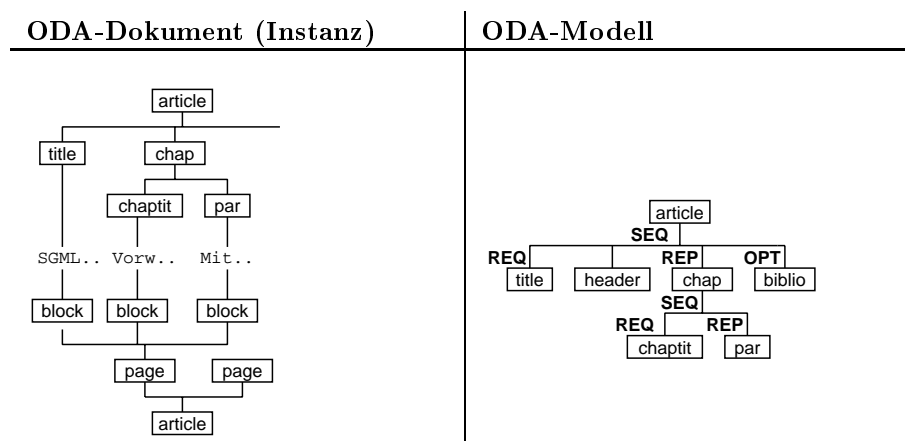 ODA-Dokument (Instanz)
ODA-Modell
article
title chap
chaptit par
SGML.. Vorw.. Mit..
block block block
page page
article
article
SEQ
REQ REP OPT
title header chap biblio
SEQ
REQ REP
chaptit par